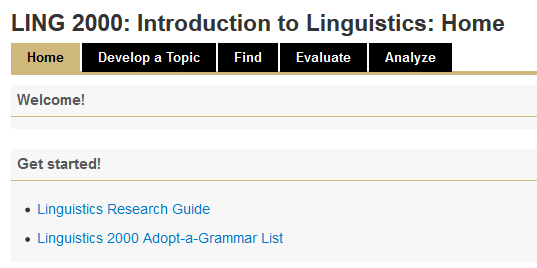 LING 2000: Introduction to Linguistics: Home
Home Develop a Topic Find Evaluate Analyze
Welcome!
Get started!
Linguistics Research Guide
Linguistics 2000 Adopt-a-Grammar List